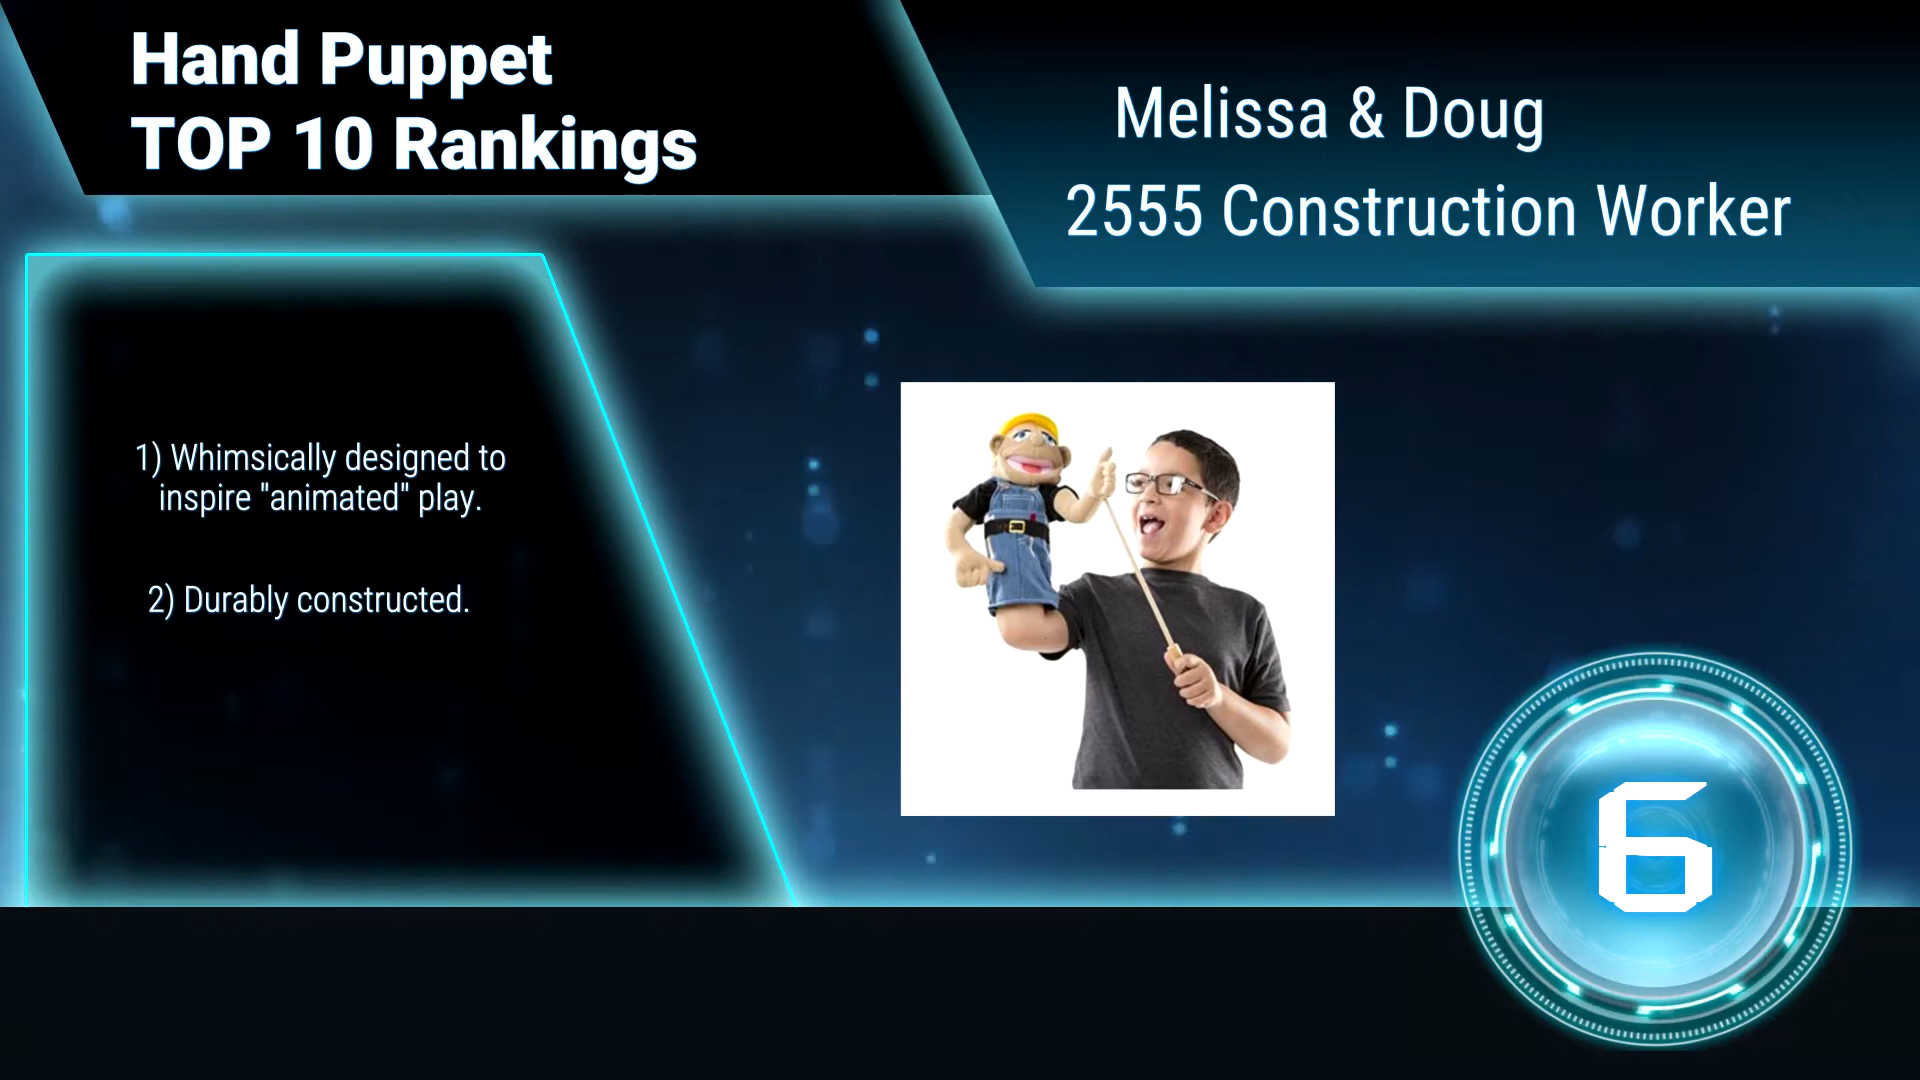 Hand Puppet
TOP 10 Rankings
Melissa & Doug
2555 Construction Worker
1) Whimsically designed to
inspire "animated" play.
2) Durably constructed.
6